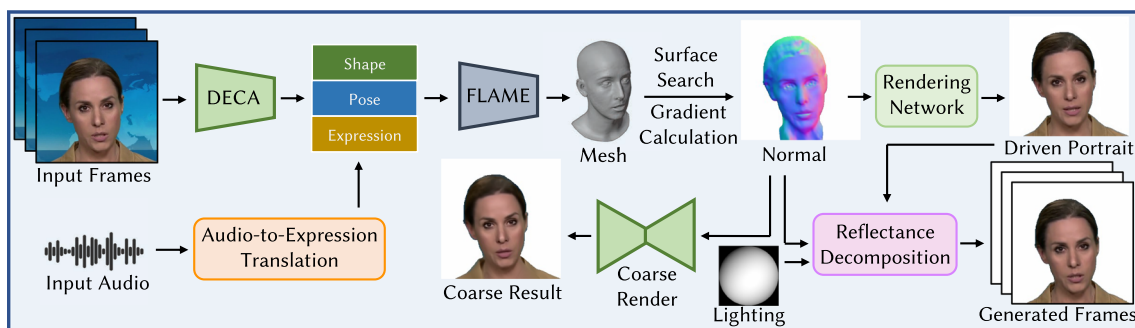 Input Frames
DECA
Shape
Pose
Expression
FLAME
Mesh
Surface
Search
Gradient
Calculation
Normal
Rendering
Network
Driven Portrait
Input Audio
Audio-to-Expression
Translation
Coarse Result
Coarse
Render
Lighting
Reflectance
Decomposition
Generated Frames